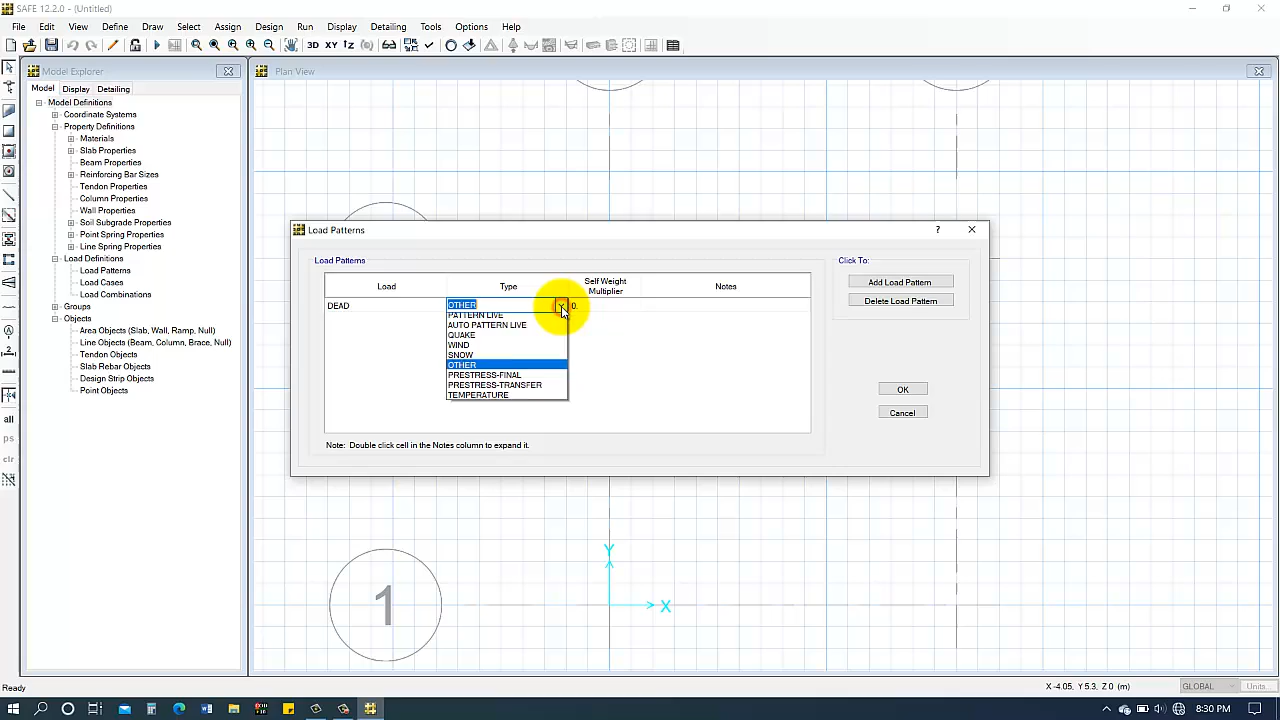 SAFE 12.2.0 - (Untitled)
File Edit View Define Draw Select Assign Design Run Display Detailing Tools Options Help
3D XY
Model Explorer
Plan View
Model Display Detailing
Model Definitions
Coordinate Systems
Property Definitions
Materials
Slab Properties
Beam Properties
Reinforcing Bar Sizes
Tendon Properties
Column Properties
Wall Properties
Soil Subgrade Properties
Point Spring Properties
Line Spring Properties
Load Definitions
Load Patterns
Load Cases
Load Combinations
Groups
Objects
Area Objects (Slab, Wall, Ramp, Null)
Line Objects (Beam, Column, Brace, Null)
Tendon Objects
Slab Rebar Objects
Design Strip Objects
Point Objects
all
ps
clr
Load Patterns
?
Load Patterns
Click To:
Load Type Self Weight Multiplier Notes
DEAD OTHER 0.
PATTERN LIVE
AUTO PATTERN LIVE
QUAKE
WIND
SNOW
OTHER
PRESTRESS-FINAL
PRESTRESS-TRANSFER
TEMPERATURE
Add Load Pattern
Delete Load Pattern
OK
Cancel
Note: Double click cell in the Notes column to expand it.
Y
X
1
Ready
X -4.05, Y 5.3, Z 0 (m)
GLOBAL
Units...
8:30 PM